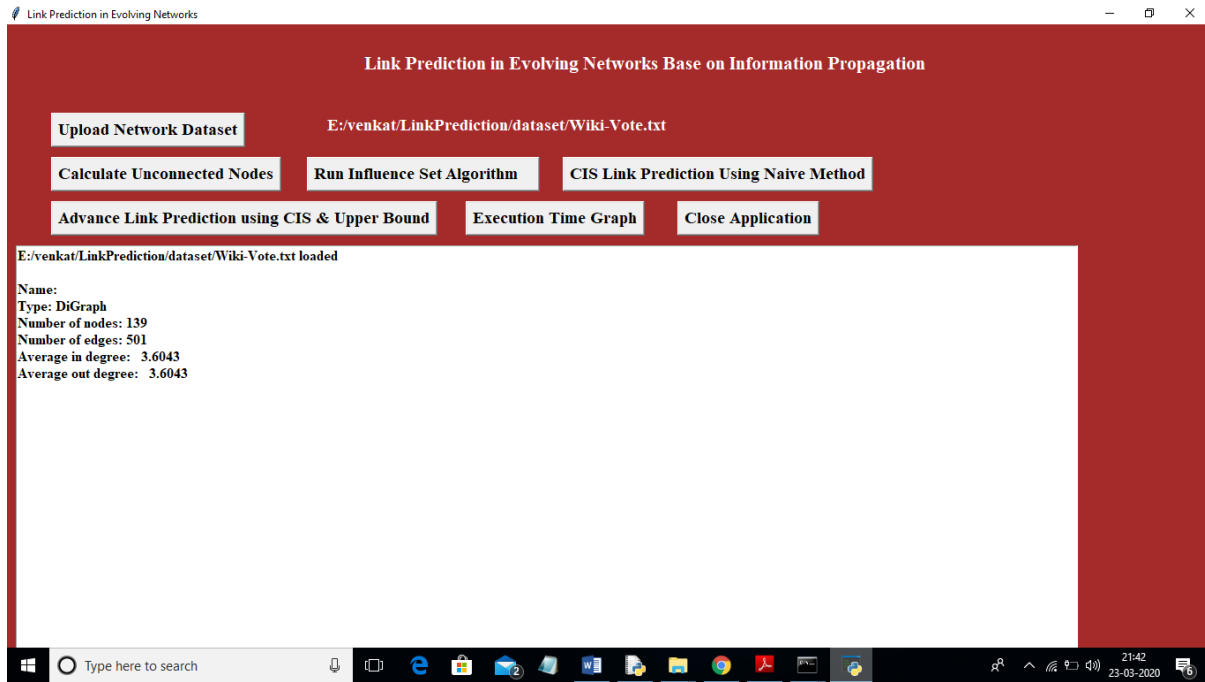 Link Prediction in Evolving Networks
Link Prediction in Evolving Networks Base on Information Propagation
Upload Network Dataset
E:/venkat/LinkPrediction/dataset/Wiki-Vote.txt
Calculate Unconnected Nodes
Run Influence Set Algorithm
CIS Link Prediction Using Naive Method
Advance Link Prediction using CIS & Upper Bound
Execution Time Graph
Close Application
E:/venkat/LinkPrediction/dataset/Wiki-Vote.txt loaded
Name:
Type: DiGraph
Number of nodes: 139
Number of edges: 501
Average in degree:   3.6043
Average out degree:   3.6043
Type here to search
2
21:42
23-03-2020
6